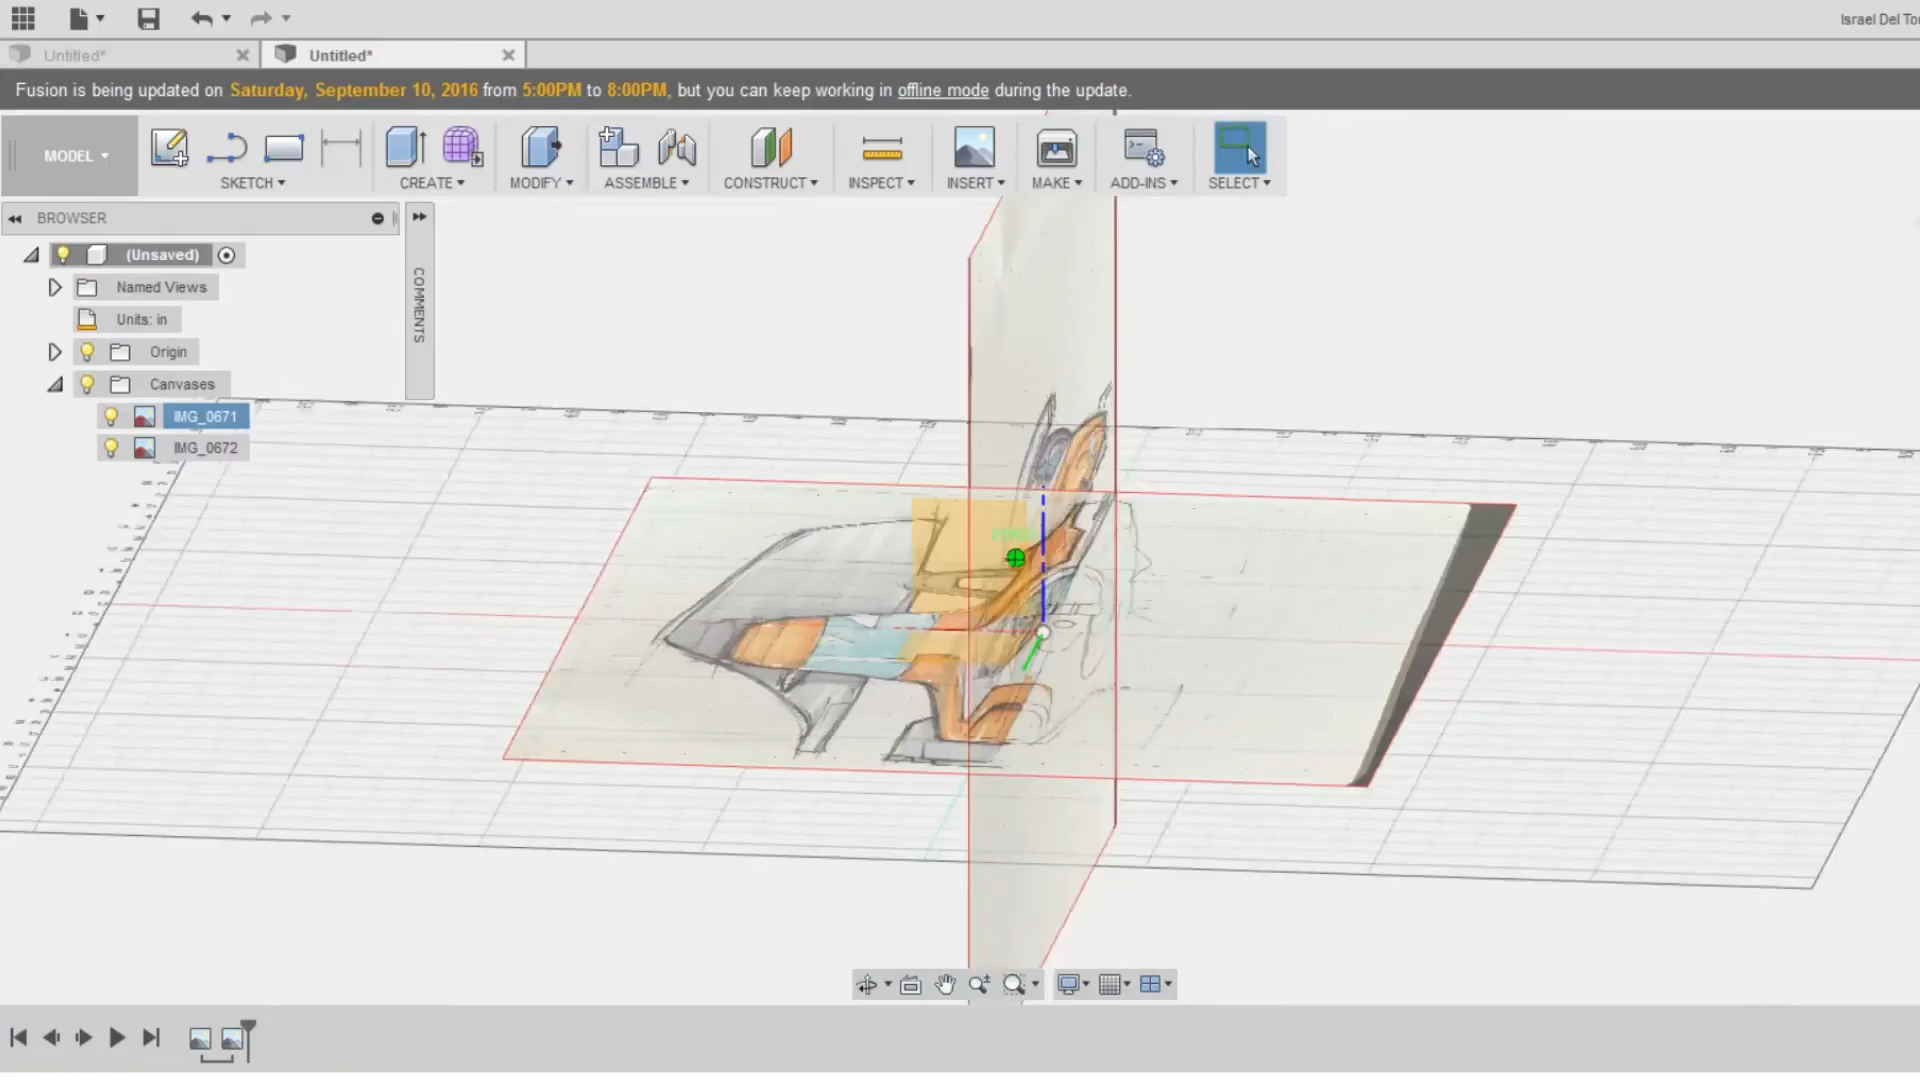 Israel Del Tor
Untitled*
Untitled*
Fusion is being updated on Saturday, September 10, 2016 from 5:00PM to 8:00PM, but you can keep working in offline mode during the update.
MODEL
SKETCH
CREATE
MODIFY
ASSEMBLE
CONSTRUCT
INSPECT
INSERT
MAKE
ADD-INS
SELECT
BROWSER
COMMENTS
(Unsaved)
Named Views
Units: in
Origin
Canvases
IMG_0671
IMG_0672